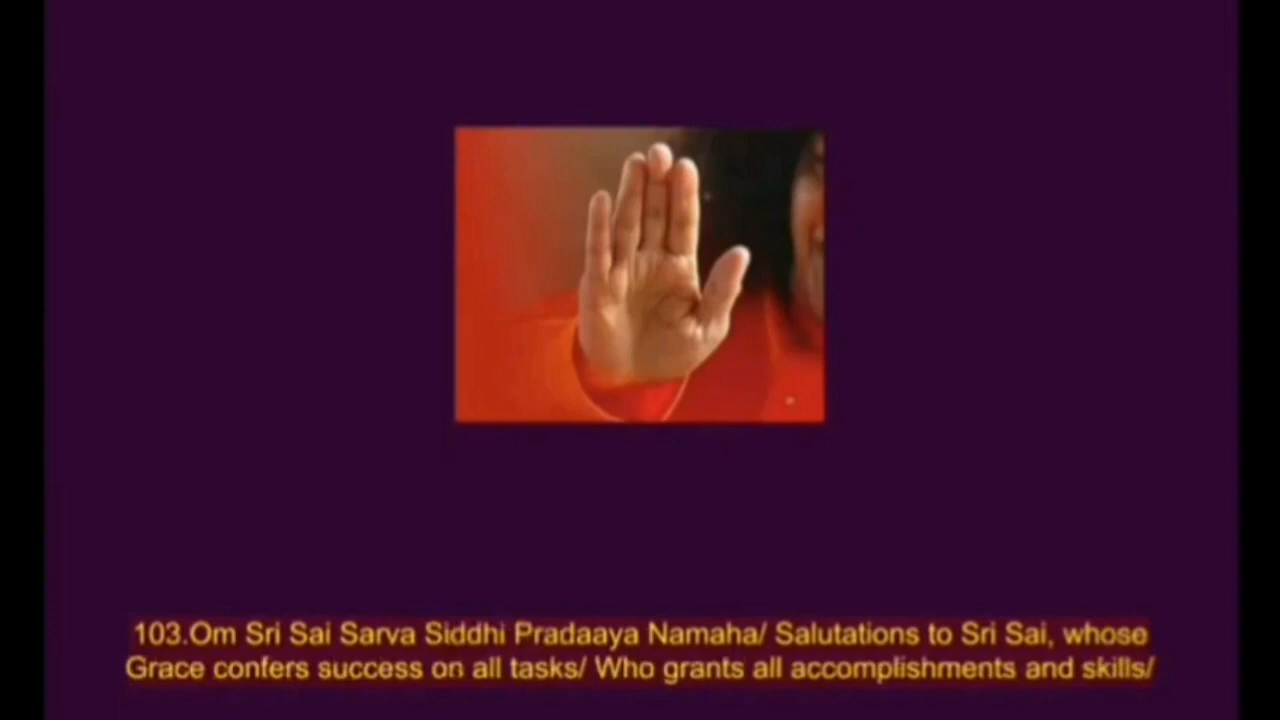 103.Om Sri Sai Sarva Siddhi Pradaaya Namaha/ Salutations to Sri Sai, whose
Grace confers success on all tasks/ Who grants all accomplishments and skills/